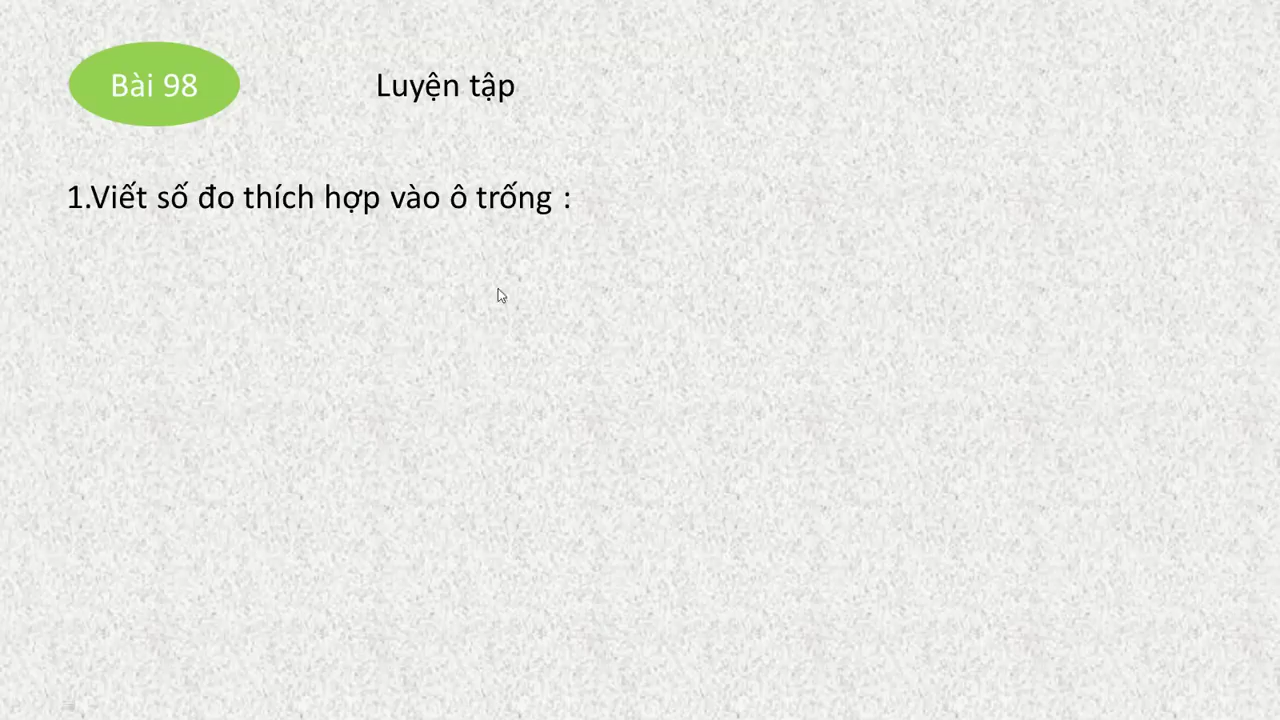 Bài 98
Luyện tập
1.Viết số đo thích hợp vào ô trống :